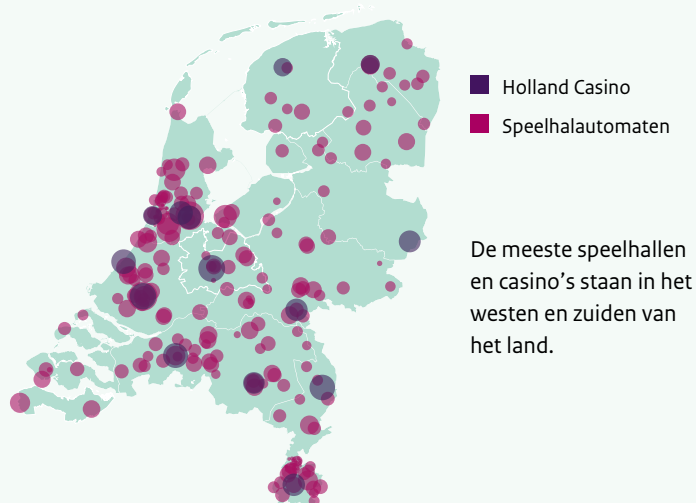 Holland Casino
Speelhalautomaten
De meeste speelhallen
en casino’s staan in het
westen en zuiden van
het land.